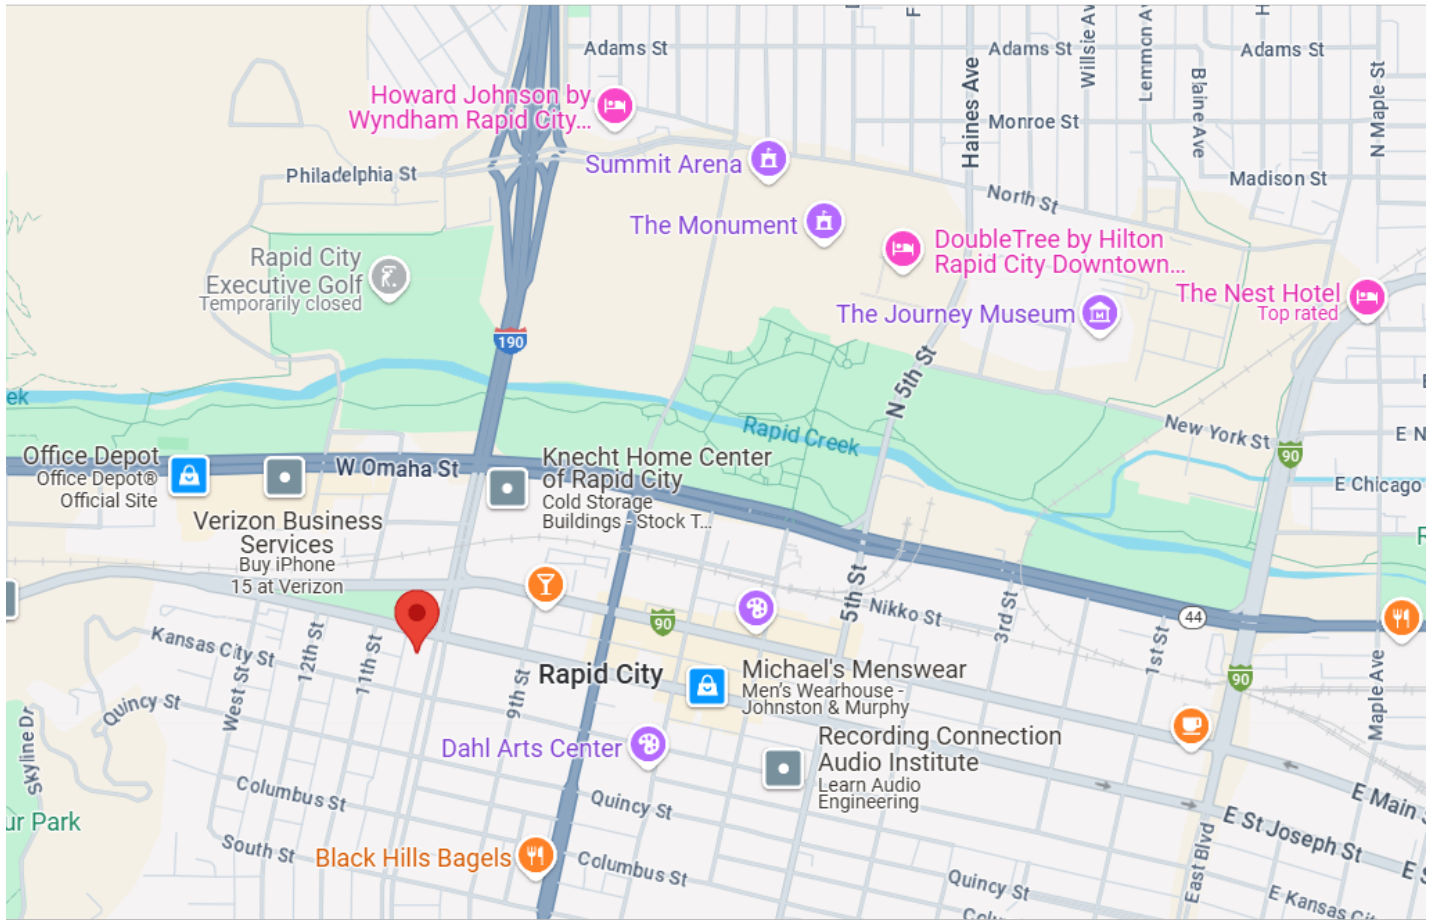 Adams St
Adams St
Adams St
Willsie Av
Lemmon A
Blaine Ave
N Maple St
Haines Ave
Howard Johnson by
Wyndham Rapid City...
Monroe St
Philadelphia St
Summit Arena
Madison St
North St
The Monument
DoubleTree by Hilton
Rapid City Downtown...
Rapid City
Executive Golf
Temporarily closed
The Nest Hotel
Top rated
The Journey Museum
190
N 5th St
ek
Rapid Creek
New York St
E N
90
Office Depot
Office Depot®
Official Site
W Omaha St
Knecht Home Center
of Rapid City
Cold Storage
Buildings - Stock T...
E Chicago
Verizon Business
Services
Buy iPhone
15 at Verizon
R
5th St
Nikko St
3rd St
44
1st St
90
Kansas City St
12th St
11th St
West St
9th St
Rapid City
Michael's Menswear
Men's Wearhouse -
Johnston & Murphy
90
Maple Ave
Quincy St
Skyline Dr
Dahl Arts Center
Recording Connection
Audio Institute
Learn Audio
Engineering
Columbus St
Quincy St
E Main S
E St Joseph St
E S
ur Park
South St
Black Hills Bagels
Columbus St
East Blvd
Quincy St
E Kansas C
Colu